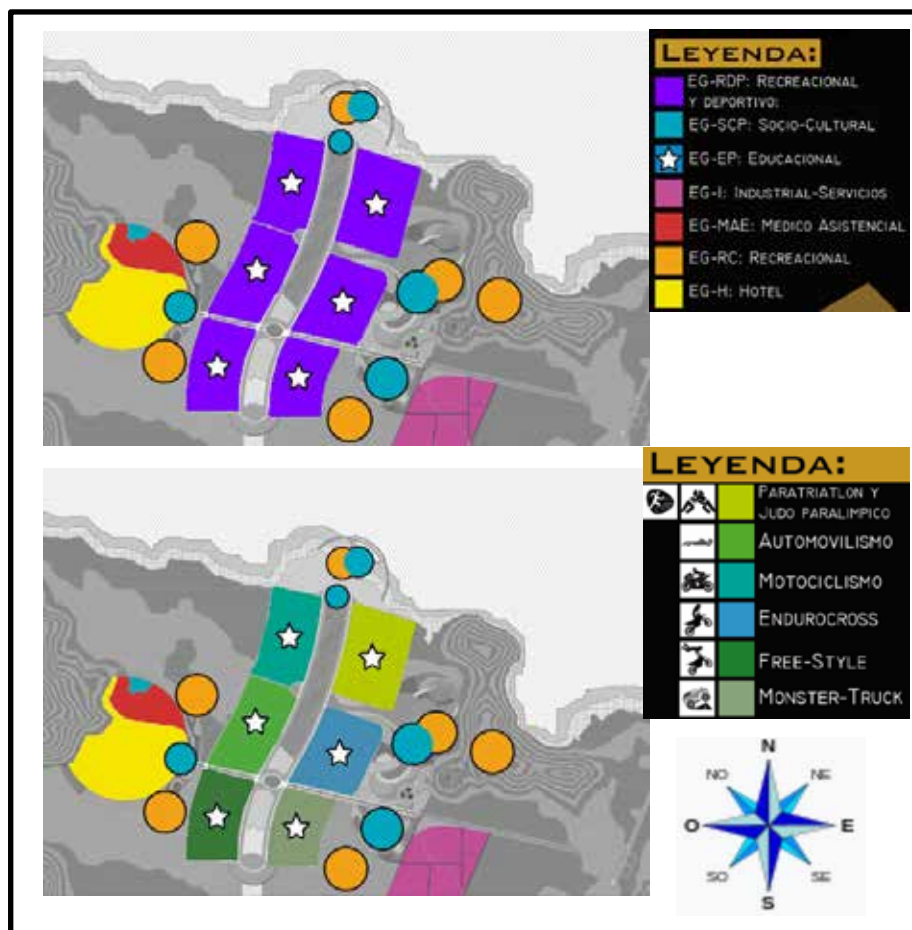 LEYENDA:
EG-RDP: RECREACIONAL
Y DEPORTIVO:
EG-SCP: SOCIO-CULTURAL
EG-EP: EDUCACIONAL
EG-I: INDUSTRIAL-SERVICIOS
EG-MAE: MEDICO ASISTENCIAL
EG-RC: RECREACIONAL
EG-H: HOTEL
LEYENDA:
PARATRIATLON Y
JUDO PARALIMPICO
AUTOMOVILISMO
MOTOCICLISMO
ENDUROCROSS
FREE-STYLE
MONSTER-TRUCK
N
NO NE
O E
SO SE
S